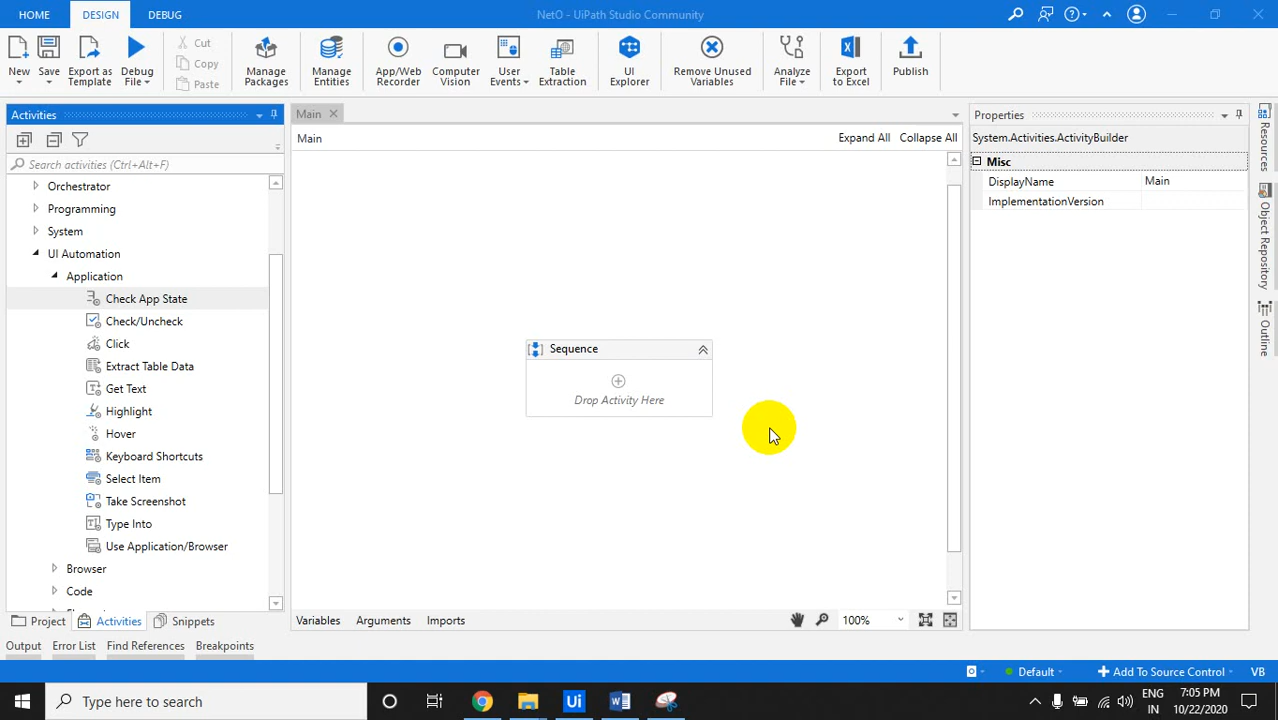 HOME DESIGN DEBUG NetO - UiPath Studio Community
New Save Export as Template Debug File Cut Copy Paste Manage Packages Manage Entities App/Web Recorder Computer Vision User Events Table Extraction UI Explorer Remove Unused Variables Analyze File Export to Excel Publish
Activities
Search activities (Ctrl+Alt+F)
Orchestrator
Programming
System
UI Automation
Application
Check App State
Check/Uncheck
Click
Extract Table Data
Get Text
Highlight
Hover
Keyboard Shortcuts
Select Item
Take Screenshot
Type Into
Use Application/Browser
Browser
Code
Project Activities Snippets
Main
Main Expand All Collapse All
Sequence
Drop Activity Here
Variables Arguments Imports 100%
Properties
System.Activities.ActivityBuilder
Misc
DisplayName Main
ImplementationVersion
Resources
Object Repository
Outline
Output Error List Find References Breakpoints
Default Add To Source Control VB
Type here to search
Ui
ENG 7:05 PM
IN 10/22/2020